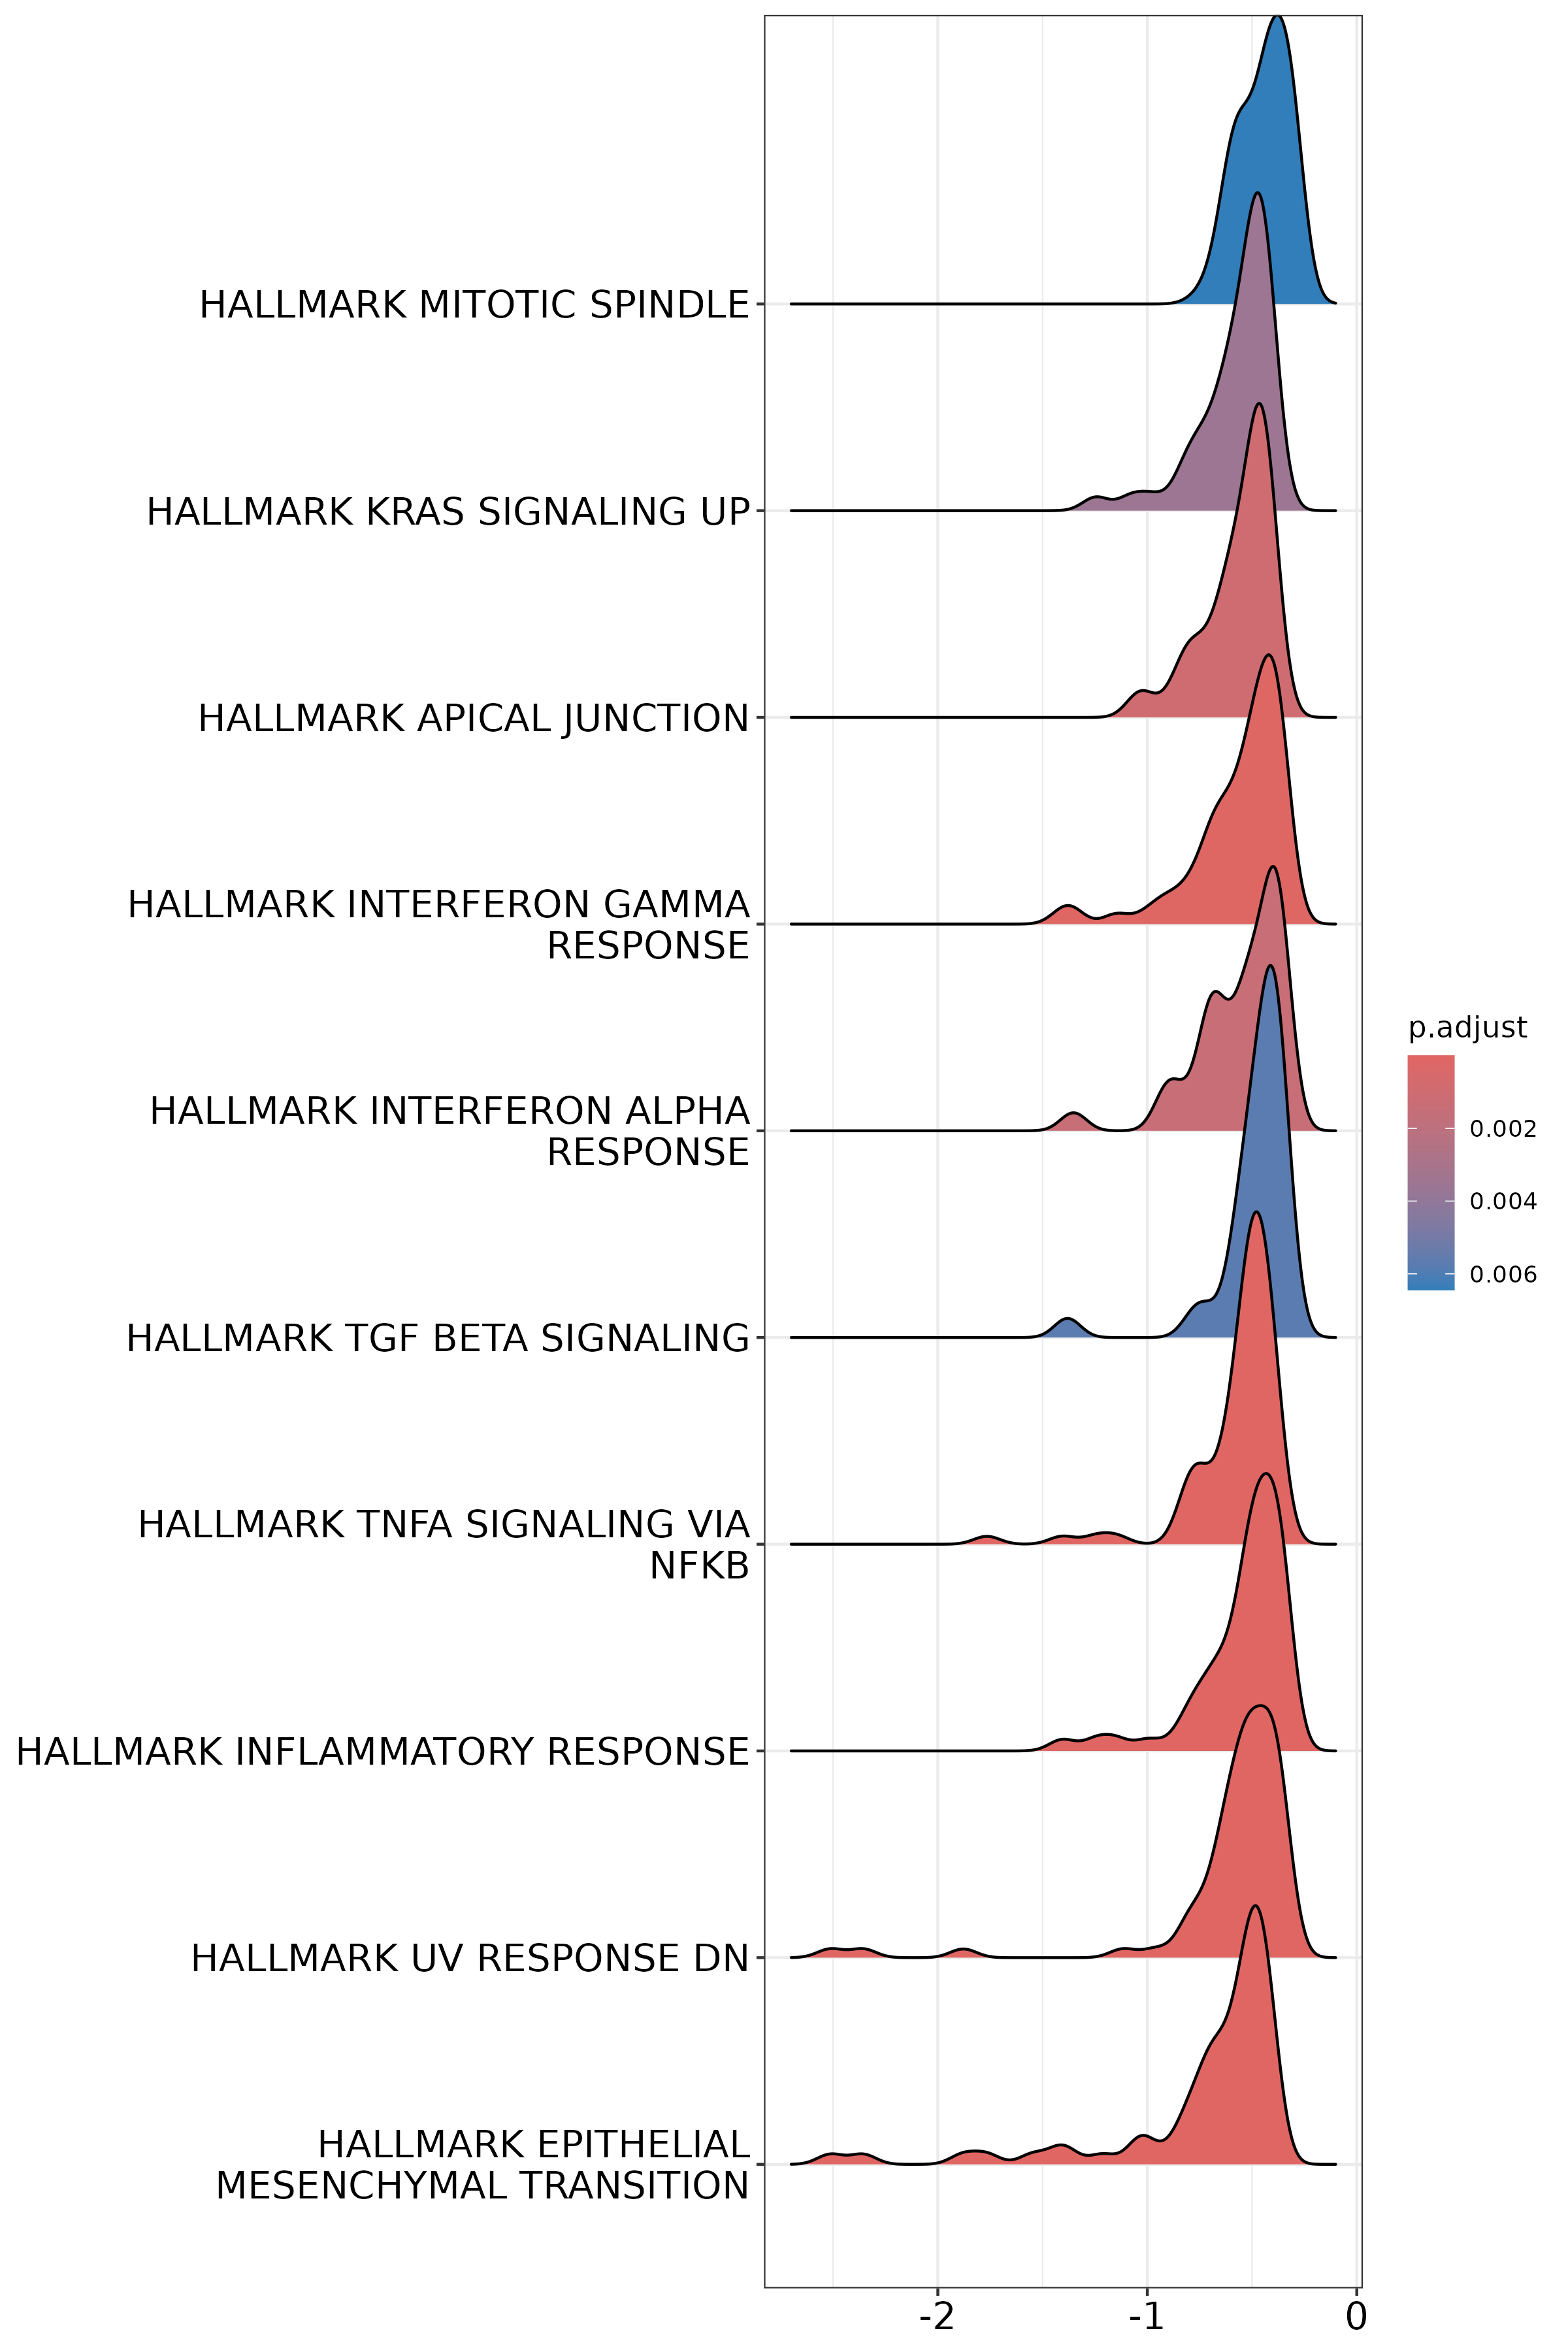 HALLMARK MITOTIC SPINDLE
HALLMARK KRAS SIGNALING UP
HALLMARK APICAL JUNCTION
HALLMARK INTERFERON GAMMA
RESPONSE
HALLMARK INTERFERON ALPHA
RESPONSE
HALLMARK TGF BETA SIGNALING
HALLMARK TNFA SIGNALING VIA
NFKB
HALLMARK INFLAMMATORY RESPONSE
HALLMARK UV RESPONSE DN
HALLMARK EPITHELIAL
MESENCHYMAL TRANSITION
-2 -1 0
p.adjust
0.002
0.004
0.006